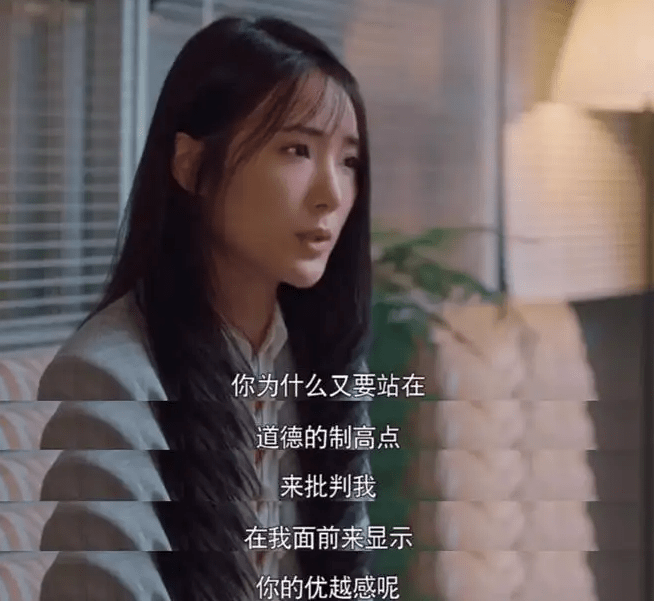 你为什么又要站在
道德的制高点
来批判我
在我面前来显示
你的优越感呢